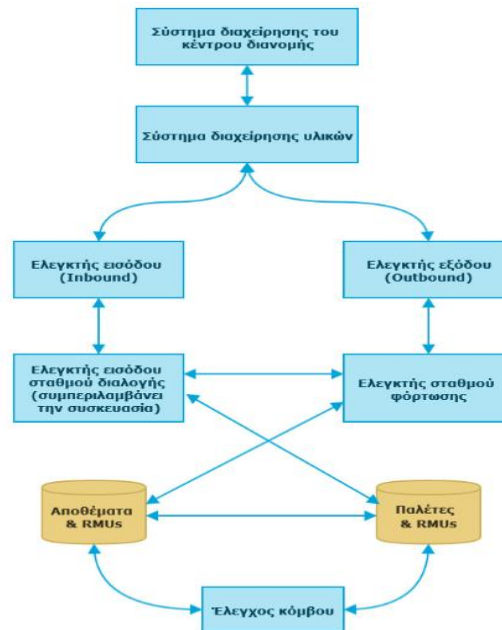 Σύστημα διαχείρησης του
κέντρου διανομής
Σύστημα διαχείρησης υλικών
Ελεγκτής εισόδου
(Inbound)
Ελεγκτής εξόδου
(Outbound)
Ελεγκτής εισόδου
σταθμού διαλογής
(συμπεριλαμβάνει
την συσκευασία)
Ελεγκτής σταθμού
φόρτωσης
Αποθέματα
& RMUs
Παλέτες
& RMUs
Έλεγχος κόμβου